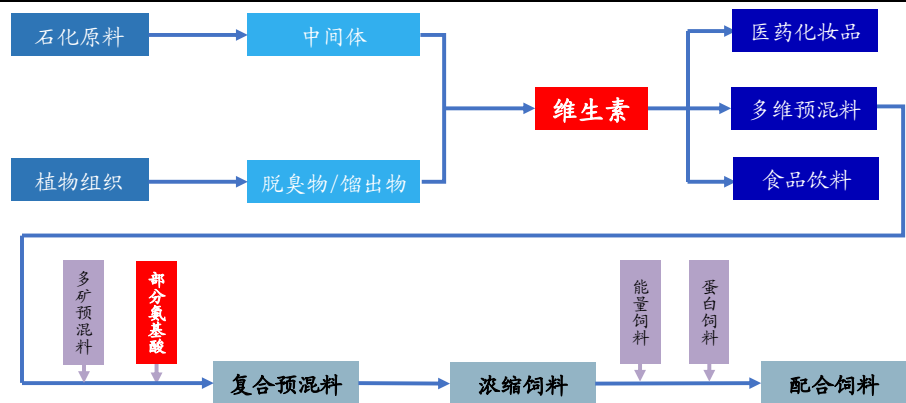 石化原料
中间体
医药化妆品
维生素
多维预混料
植物组织
脱臭物/馏出物
食品饮料
多矿预混料
部分氨基酸
能量饲料
蛋白饲料
复合预混料
浓缩饲料
配合饲料